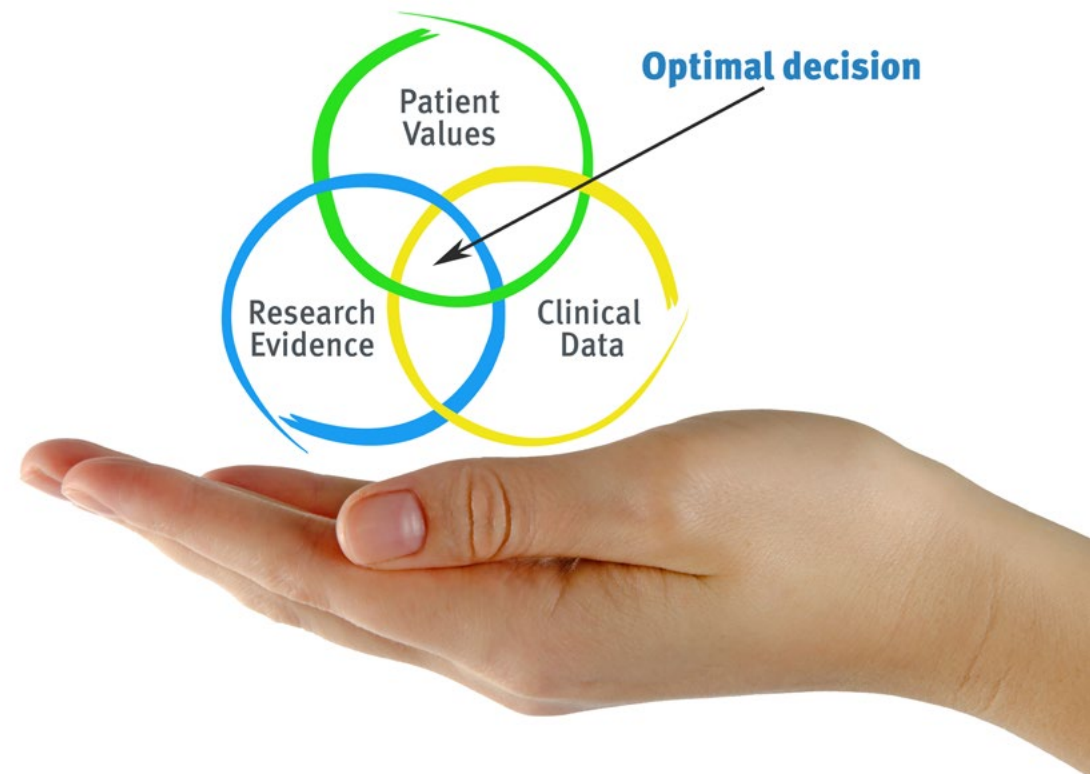 Optimal decision
Patient
Values
Research
Evidence
Clinical
Data